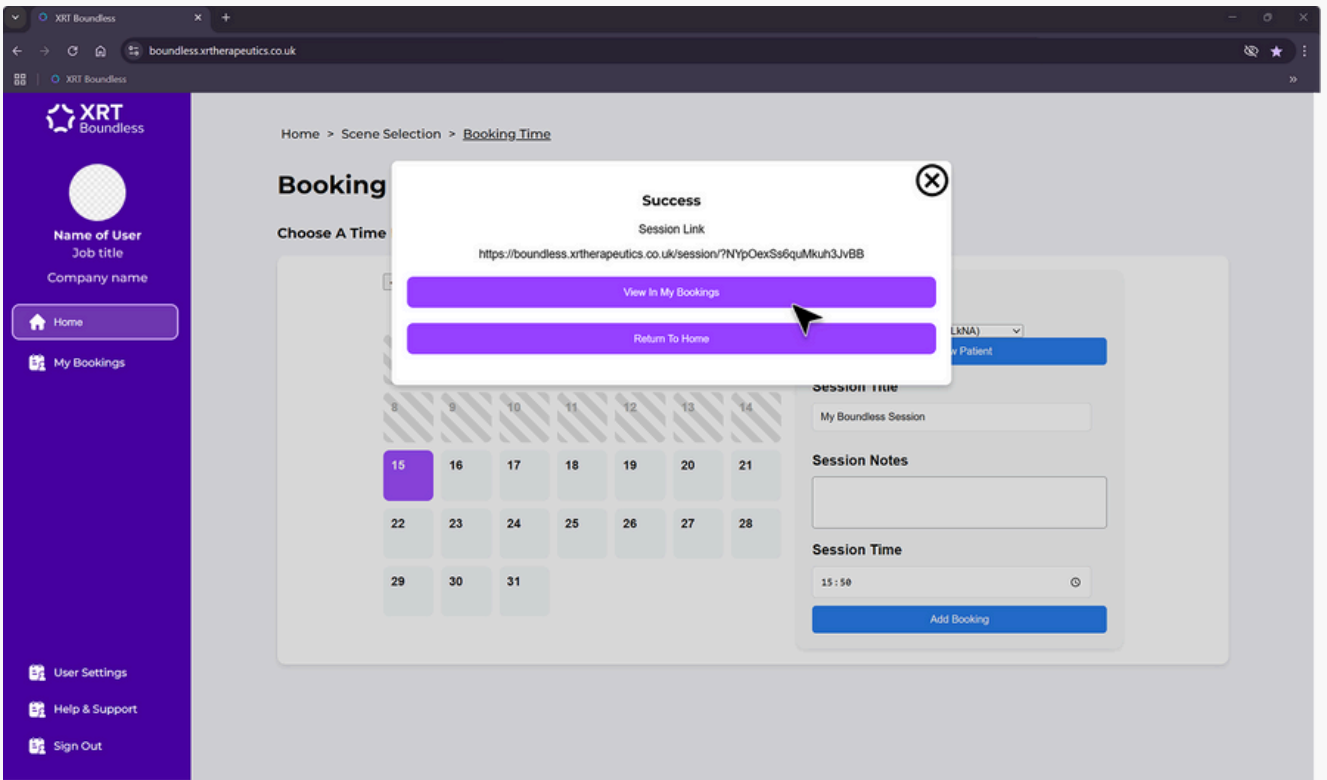 XRT Boundless
boundless.xrtherapeutics.co.uk
XRT Boundless
XRT
Boundless
Name of User
Job title
Company name
Home
My Bookings
User Settings
Help & Support
Sign Out
Home > Scene Selection > Booking Time
Booking
Choose A Time
Success
Session Link
https://boundless.xrtherapeutics.co.uk/session/?NYpOexSs6quMkuh3JvBB
View In My Bookings
Return To Home
LkNA)
Patient
8 9 10 11 12 13 14
15 16 17 18 19 20 21
22 23 24 25 26 27 28
29 30 31
Session Title
My Boundless Session
Session Notes
Session Time
15:50
Add Booking